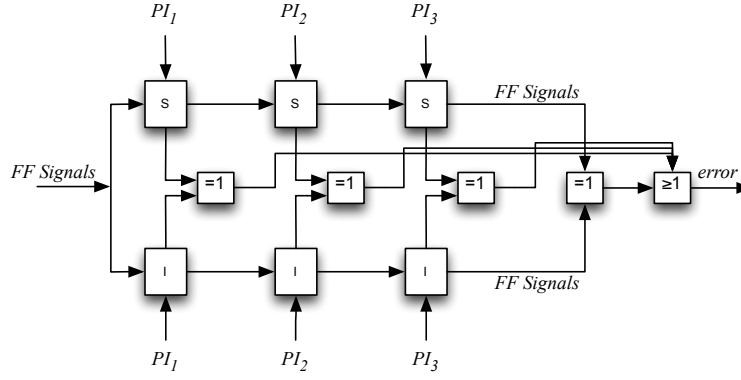 PI1 PI2 PI3
S S S FF Signals
FF Signals =1 =1 =1 =1 ≥1 error
I I I FF Signals
PI1 PI2 PI3